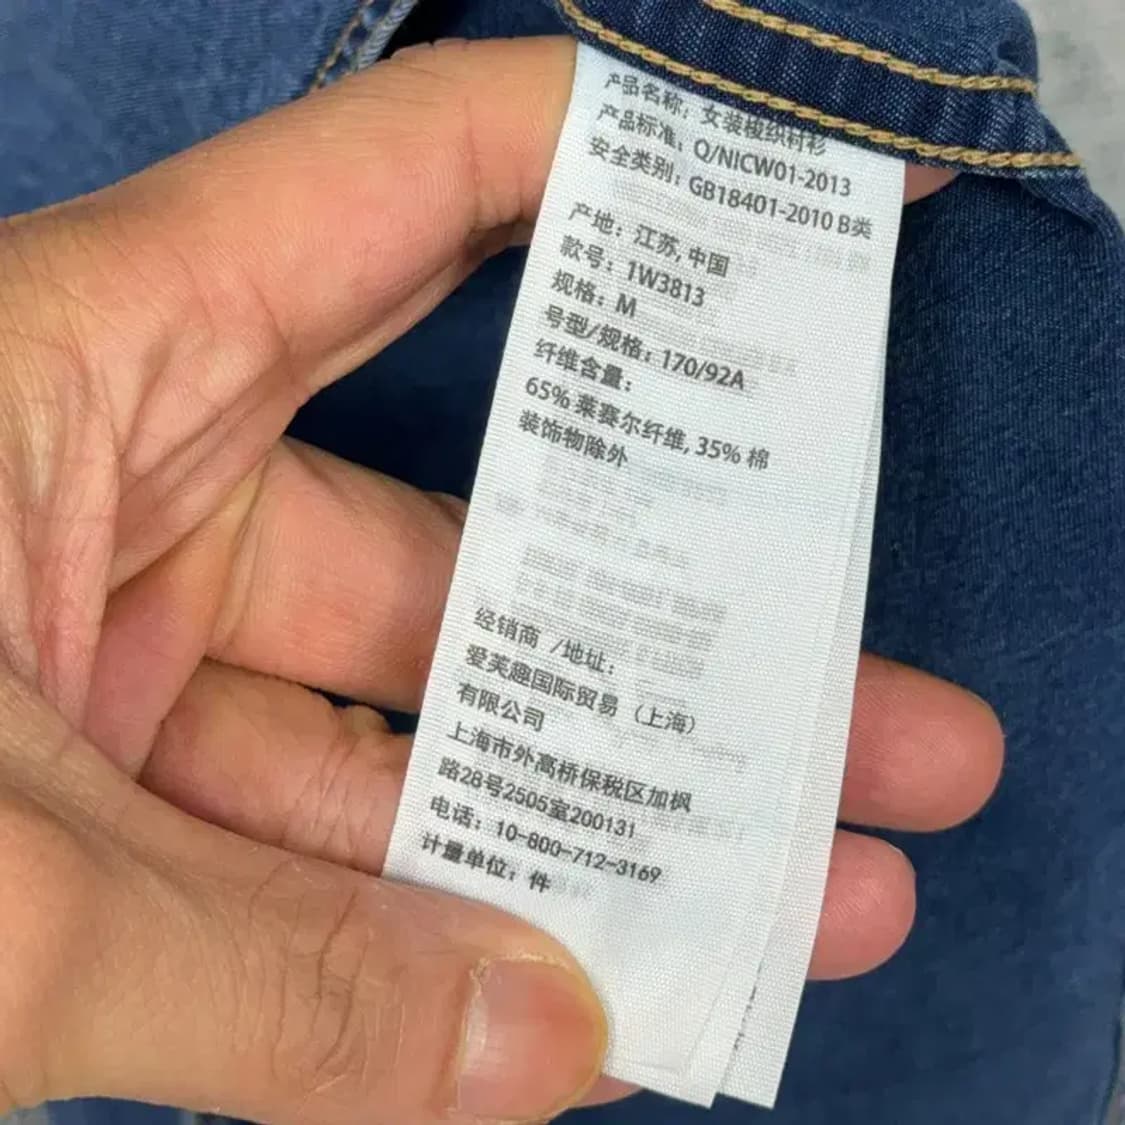 产品名称：女装梭织衬衫
产品标准：Q/NICW01-2013
安全类别：GB18401-2010 B类
产地：江苏, 中国
款号：1W3813
规格：M
号型/规格：170/92A
纤维含量：
65% 莱赛尔纤维, 35% 棉
装饰物除外
经销商 /地址：
爱芙趣国际贸易（上海）
有限公司
上海市外高桥保税区加枫
路28号2505室200131
电话：10-800-712-3169
计量单位：件